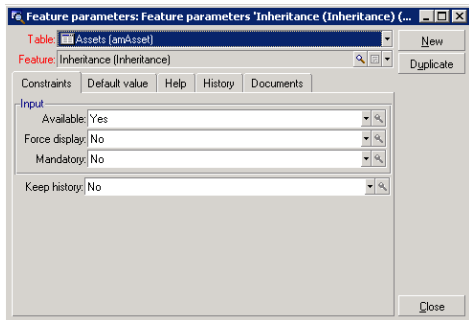 Feature parameters: Feature parameters 'Inheritance (Inheritance) (...
Table: Assets (amAsset)
New
Feature: Inheritance (Inheritance)
Duplicate
Constraints Default value Help History Documents
Input
Available: Yes
Force display: No
Mandatory: No
Keep history: No
Close